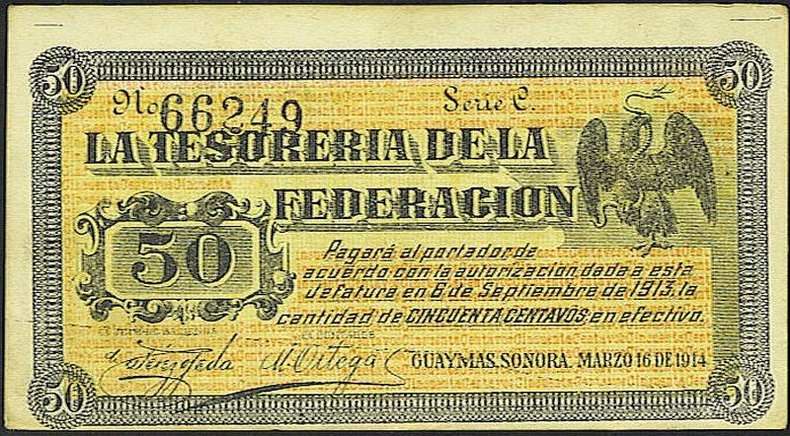 50 50
No 66249 Serie C.
LA TESORERIA DE LA
FEDERACION
50
Pagará al portador de
acuerdo con la autorización dada a esta
Jefatura en 6 de Septiembre de 1913, la
cantidad de CINCUENTA CENTAVOS en efectivo.
M Ortega
GUAYMAS, SONORA. MARZO 16 DE 1914
50 50